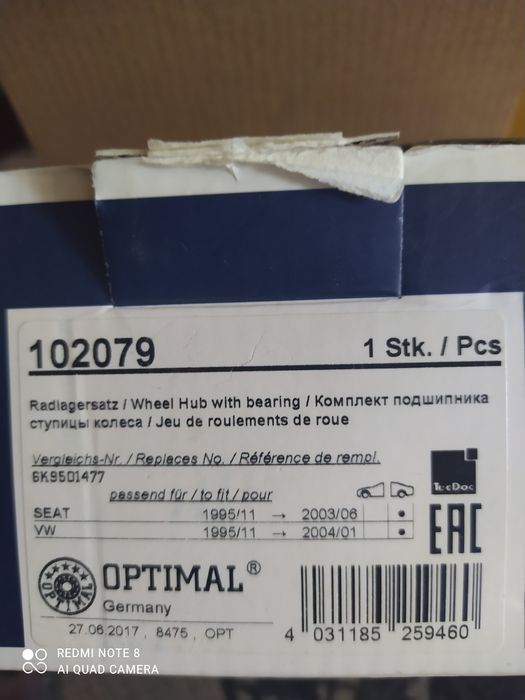 102079 1 Stk. / Pcs
Radlagersatz / Wheel Hub with bearing / Комплект подшипника
ступицы колеса / Jeu de roulements de roue
Vergleichs-Nr. / Replaces No. / Référence de rempl.
6K9501477
passend für / to fit / pour
TecDoc
SEAT 1995/11 → 2003/06 •
VW 1995/11 → 2004/01 •
EAC
OPTIMAL
OPTIMAL®
Germany
27.06.2017 , 8475 , OPT
4 031185 259460
REDMI NOTE 8
AI QUAD CAMERA